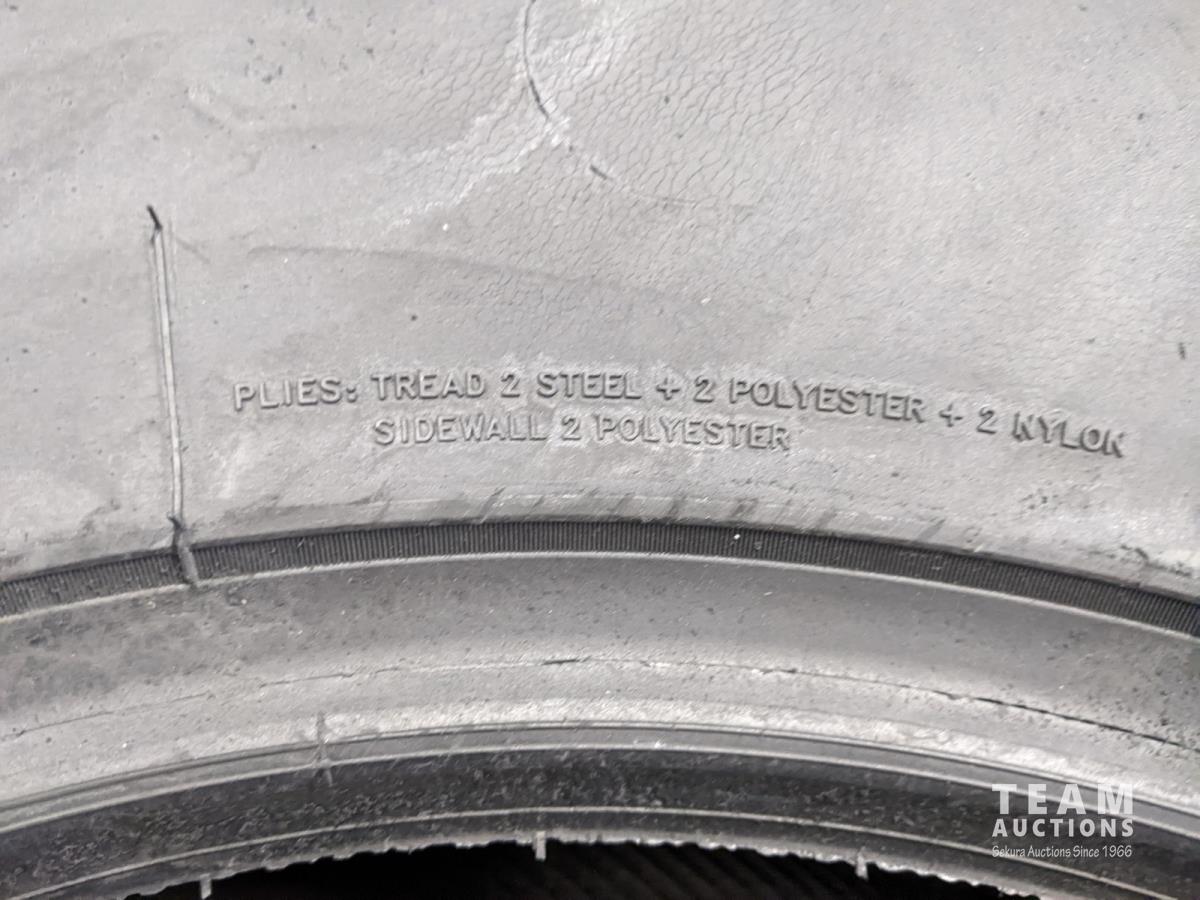 PLIES: TREAD 2 STEEL + 2 POLYESTER + 2 NYLON
SIDEWALL 2 POLYESTER
TEAM
AUCTIONS
Sekura Auctions Since 1966